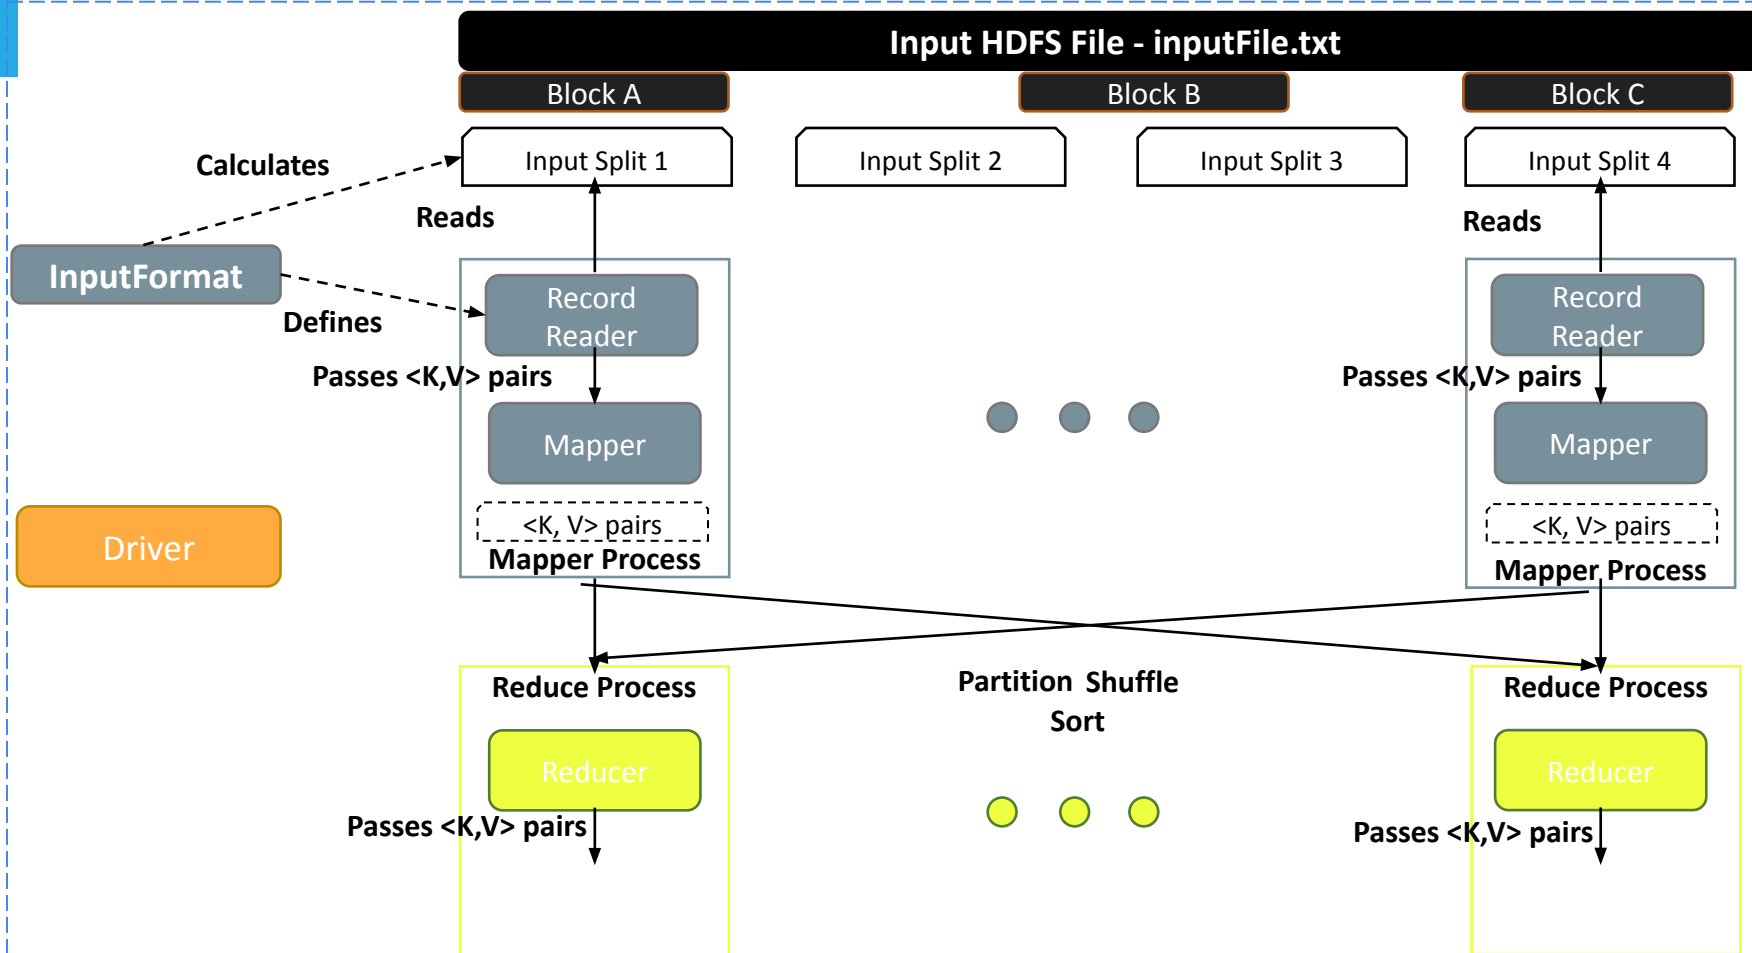 Input HDFS File - inputFile.txt
Block A
Block B
Block C
Input Split 1
Input Split 2
Input Split 3
Input Split 4
Calculates
Reads
Reads
InputFormat
Defines
Record
Reader
Record
Reader
Passes <K,V> pairs
Passes <K,V> pairs
Mapper
Mapper
<K, V> pairs
<K, V> pairs
Driver
Mapper Process
Mapper Process
Reduce Process
Partition Shuffle
Sort
Reduce Process
Reducer
Reducer
Passes <K,V> pairs
Passes <K,V> pairs